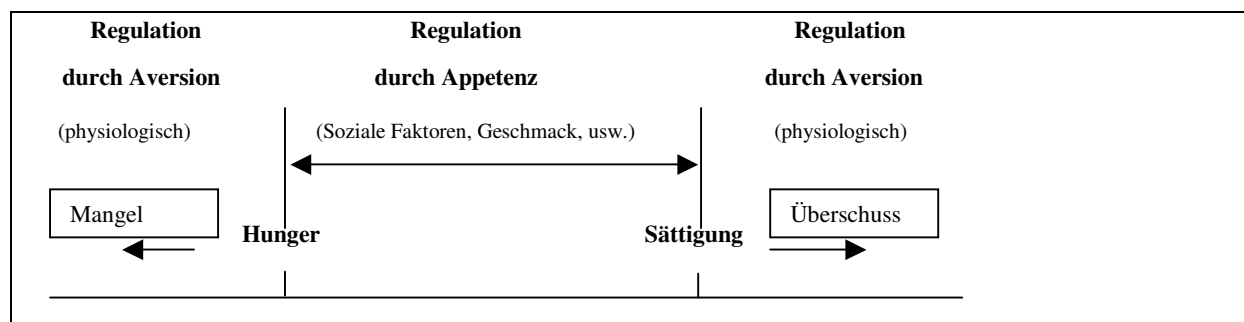 Regulation
durch Aversion
(physiologisch)
Regulation
durch Appetenz
(Soziale Faktoren, Geschmack, usw.)
Regulation
durch Aversion
(physiologisch)
Mangel
Hunger
Sättigung
Überschuss